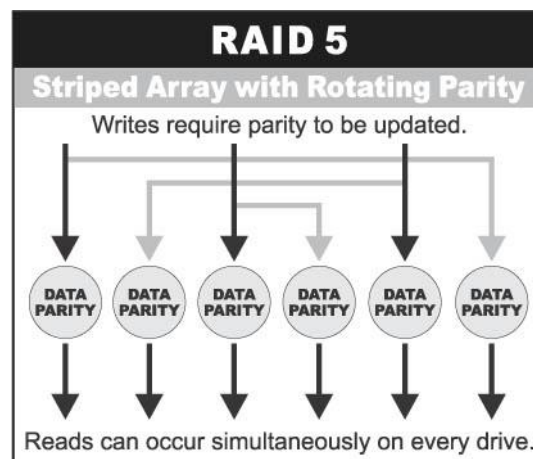 RAID 5
Striped Array with Rotating Parity
Writes require parity to be updated.
DATA PARITY
DATA PARITY
DATA PARITY
DATA PARITY
DATA PARITY
DATA PARITY
Reads can occur simultaneously on every drive.